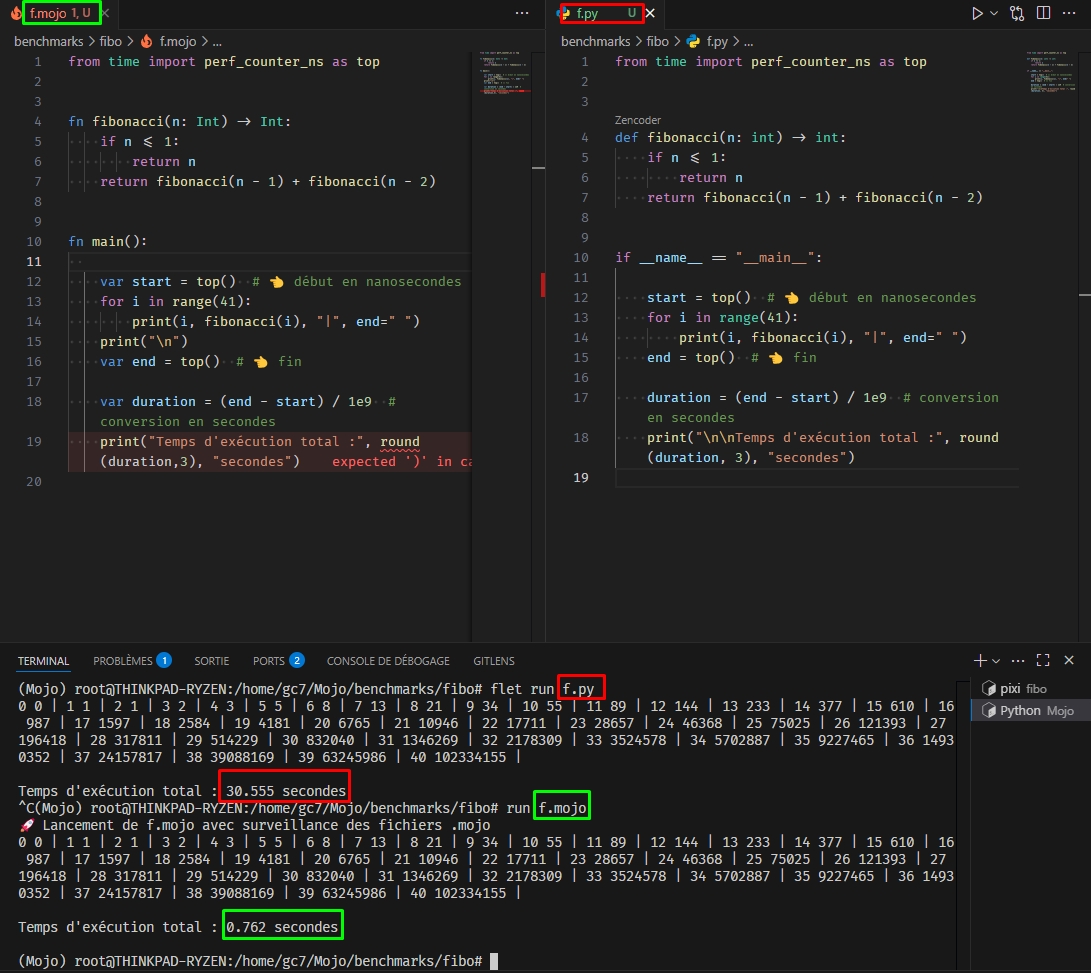 f.mojo 1, U
benchmarks > fibo > f.mojo > ...
1 from time import perf_counter_ns as top
2
3
4 fn fibonacci(n: Int) → Int:
5 if n ⩽ 1:
6 return n
7 return fibonacci(n - 1) + fibonacci(n - 2)
8
9
10 fn main():
11
12 var start = top() # 👈 début en nanosecondes
13 for i in range(41):
14 print(i, fibonacci(i), "|", end=" ")
15 print("\n")
16 var end = top() # 👈 fin
17
18 var duration = (end - start) / 1e9 #
conversion en secondes
19 print("Temps d'exécution total :", round
(duration,3), "secondes") expected ')' in ca
20
f.py U
benchmarks > fibo > f.py > ...
1 from time import perf_counter_ns as top
2
3
Zencoder
4 def fibonacci(n: int) → int:
5 if n ⩽ 1:
6 return n
7 return fibonacci(n - 1) + fibonacci(n - 2)
8
9
10 if __name__ == "__main__":
11
12 start = top() # 👈 début en nanosecondes
13 for i in range(41):
14 print(i, fibonacci(i), "|", end=" ")
15 end = top() # 👈 fin
16
17 duration = (end - start) / 1e9 # conversion
en secondes
18 print("\n\nTemps d'exécution total :", round
(duration, 3), "secondes")
19
TERMINAL PROBLÈMES 1 SORTIE PORTS 2 CONSOLE DE DÉBOGAGE GITLENS
(Mojo) root@THINKPAD-RYZEN:/home/gc7/Mojo/benchmarks/fibo# flet run f.py
0 0 | 1 1 | 2 1 | 3 2 | 4 3 | 5 5 | 6 8 | 7 13 | 8 21 | 9 34 | 10 55 | 11 89 | 12 144 | 13 233 | 14 377 | 15 610 | 16
987 | 17 1597 | 18 2584 | 19 4181 | 20 6765 | 21 10946 | 22 17711 | 23 28657 | 24 46368 | 25 75025 | 26 121393 | 27
196418 | 28 317811 | 29 514229 | 30 832040 | 31 1346269 | 32 2178309 | 33 3524578 | 34 5702887 | 35 9227465 | 36 1493
0352 | 37 24157817 | 38 39088169 | 39 63245986 | 40 102334155 |
Temps d'exécution total : 30.555 secondes
^C(Mojo) root@THINKPAD-RYZEN:/home/gc7/Mojo/benchmarks/fibo# run f.mojo
🚀 Lancement de f.mojo avec surveillance des fichiers .mojo
0 0 | 1 1 | 2 1 | 3 2 | 4 3 | 5 5 | 6 8 | 7 13 | 8 21 | 9 34 | 10 55 | 11 89 | 12 144 | 13 233 | 14 377 | 15 610 | 16
987 | 17 1597 | 18 2584 | 19 4181 | 20 6765 | 21 10946 | 22 17711 | 23 28657 | 24 46368 | 25 75025 | 26 121393 | 27
196418 | 28 317811 | 29 514229 | 30 832040 | 31 1346269 | 32 2178309 | 33 3524578 | 34 5702887 | 35 9227465 | 36 1493
0352 | 37 24157817 | 38 39088169 | 39 63245986 | 40 102334155 |
Temps d'exécution total : 0.762 secondes
(Mojo) root@THINKPAD-RYZEN:/home/gc7/Mojo/benchmarks/fibo#
pixi fibo
Python Mojo